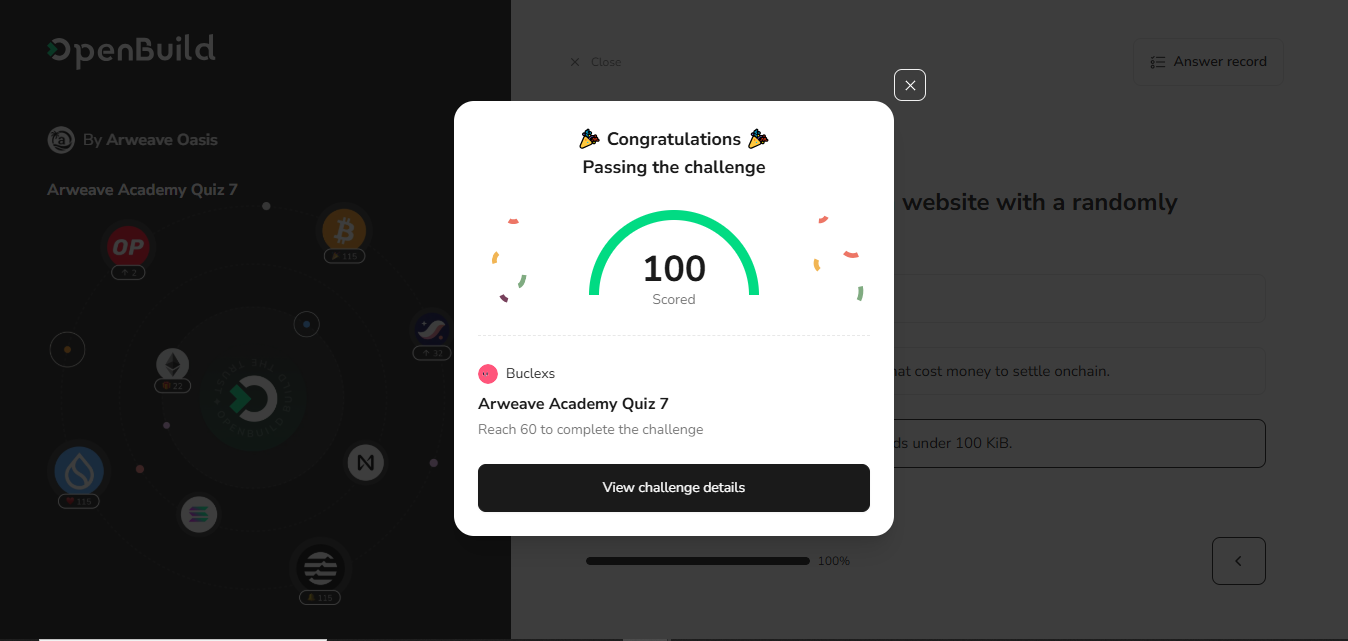 OpenBuild
By Arweave Oasis
Arweave Academy Quiz 7
OP
2
115
32
22
115
115
Close
Answer record
website with a randomly
cost money to settle onchain.
under 100 KiB.
100%
Congratulations
Passing the challenge
100
Scored
Buclexs
Arweave Academy Quiz 7
Reach 60 to complete the challenge
View challenge details